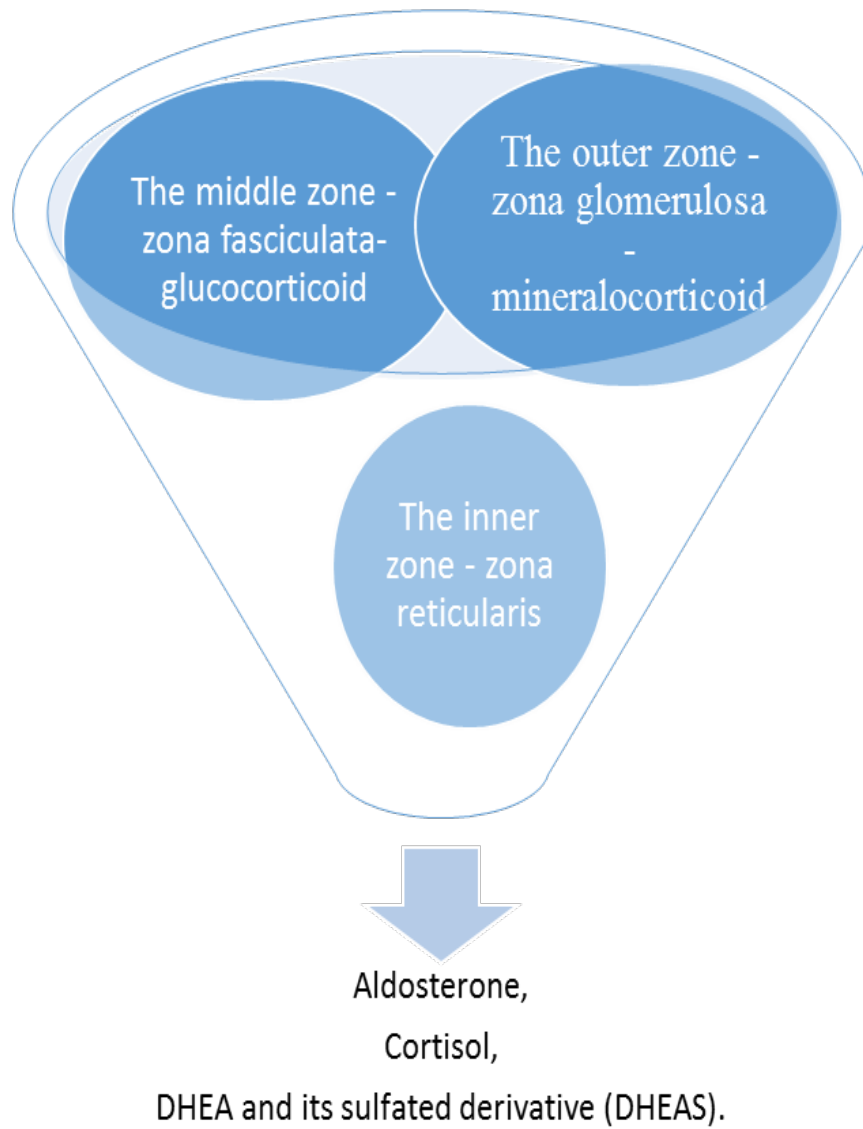 The middle zone -
zona fasciculata-
glucocorticoid
The outer zone -
zona glomerulosa
-
mineralocorticoid
The inner
zone - zona
reticularis
Aldosterone,
Cortisol,
DHEA and its sulfated derivative (DHEAS).